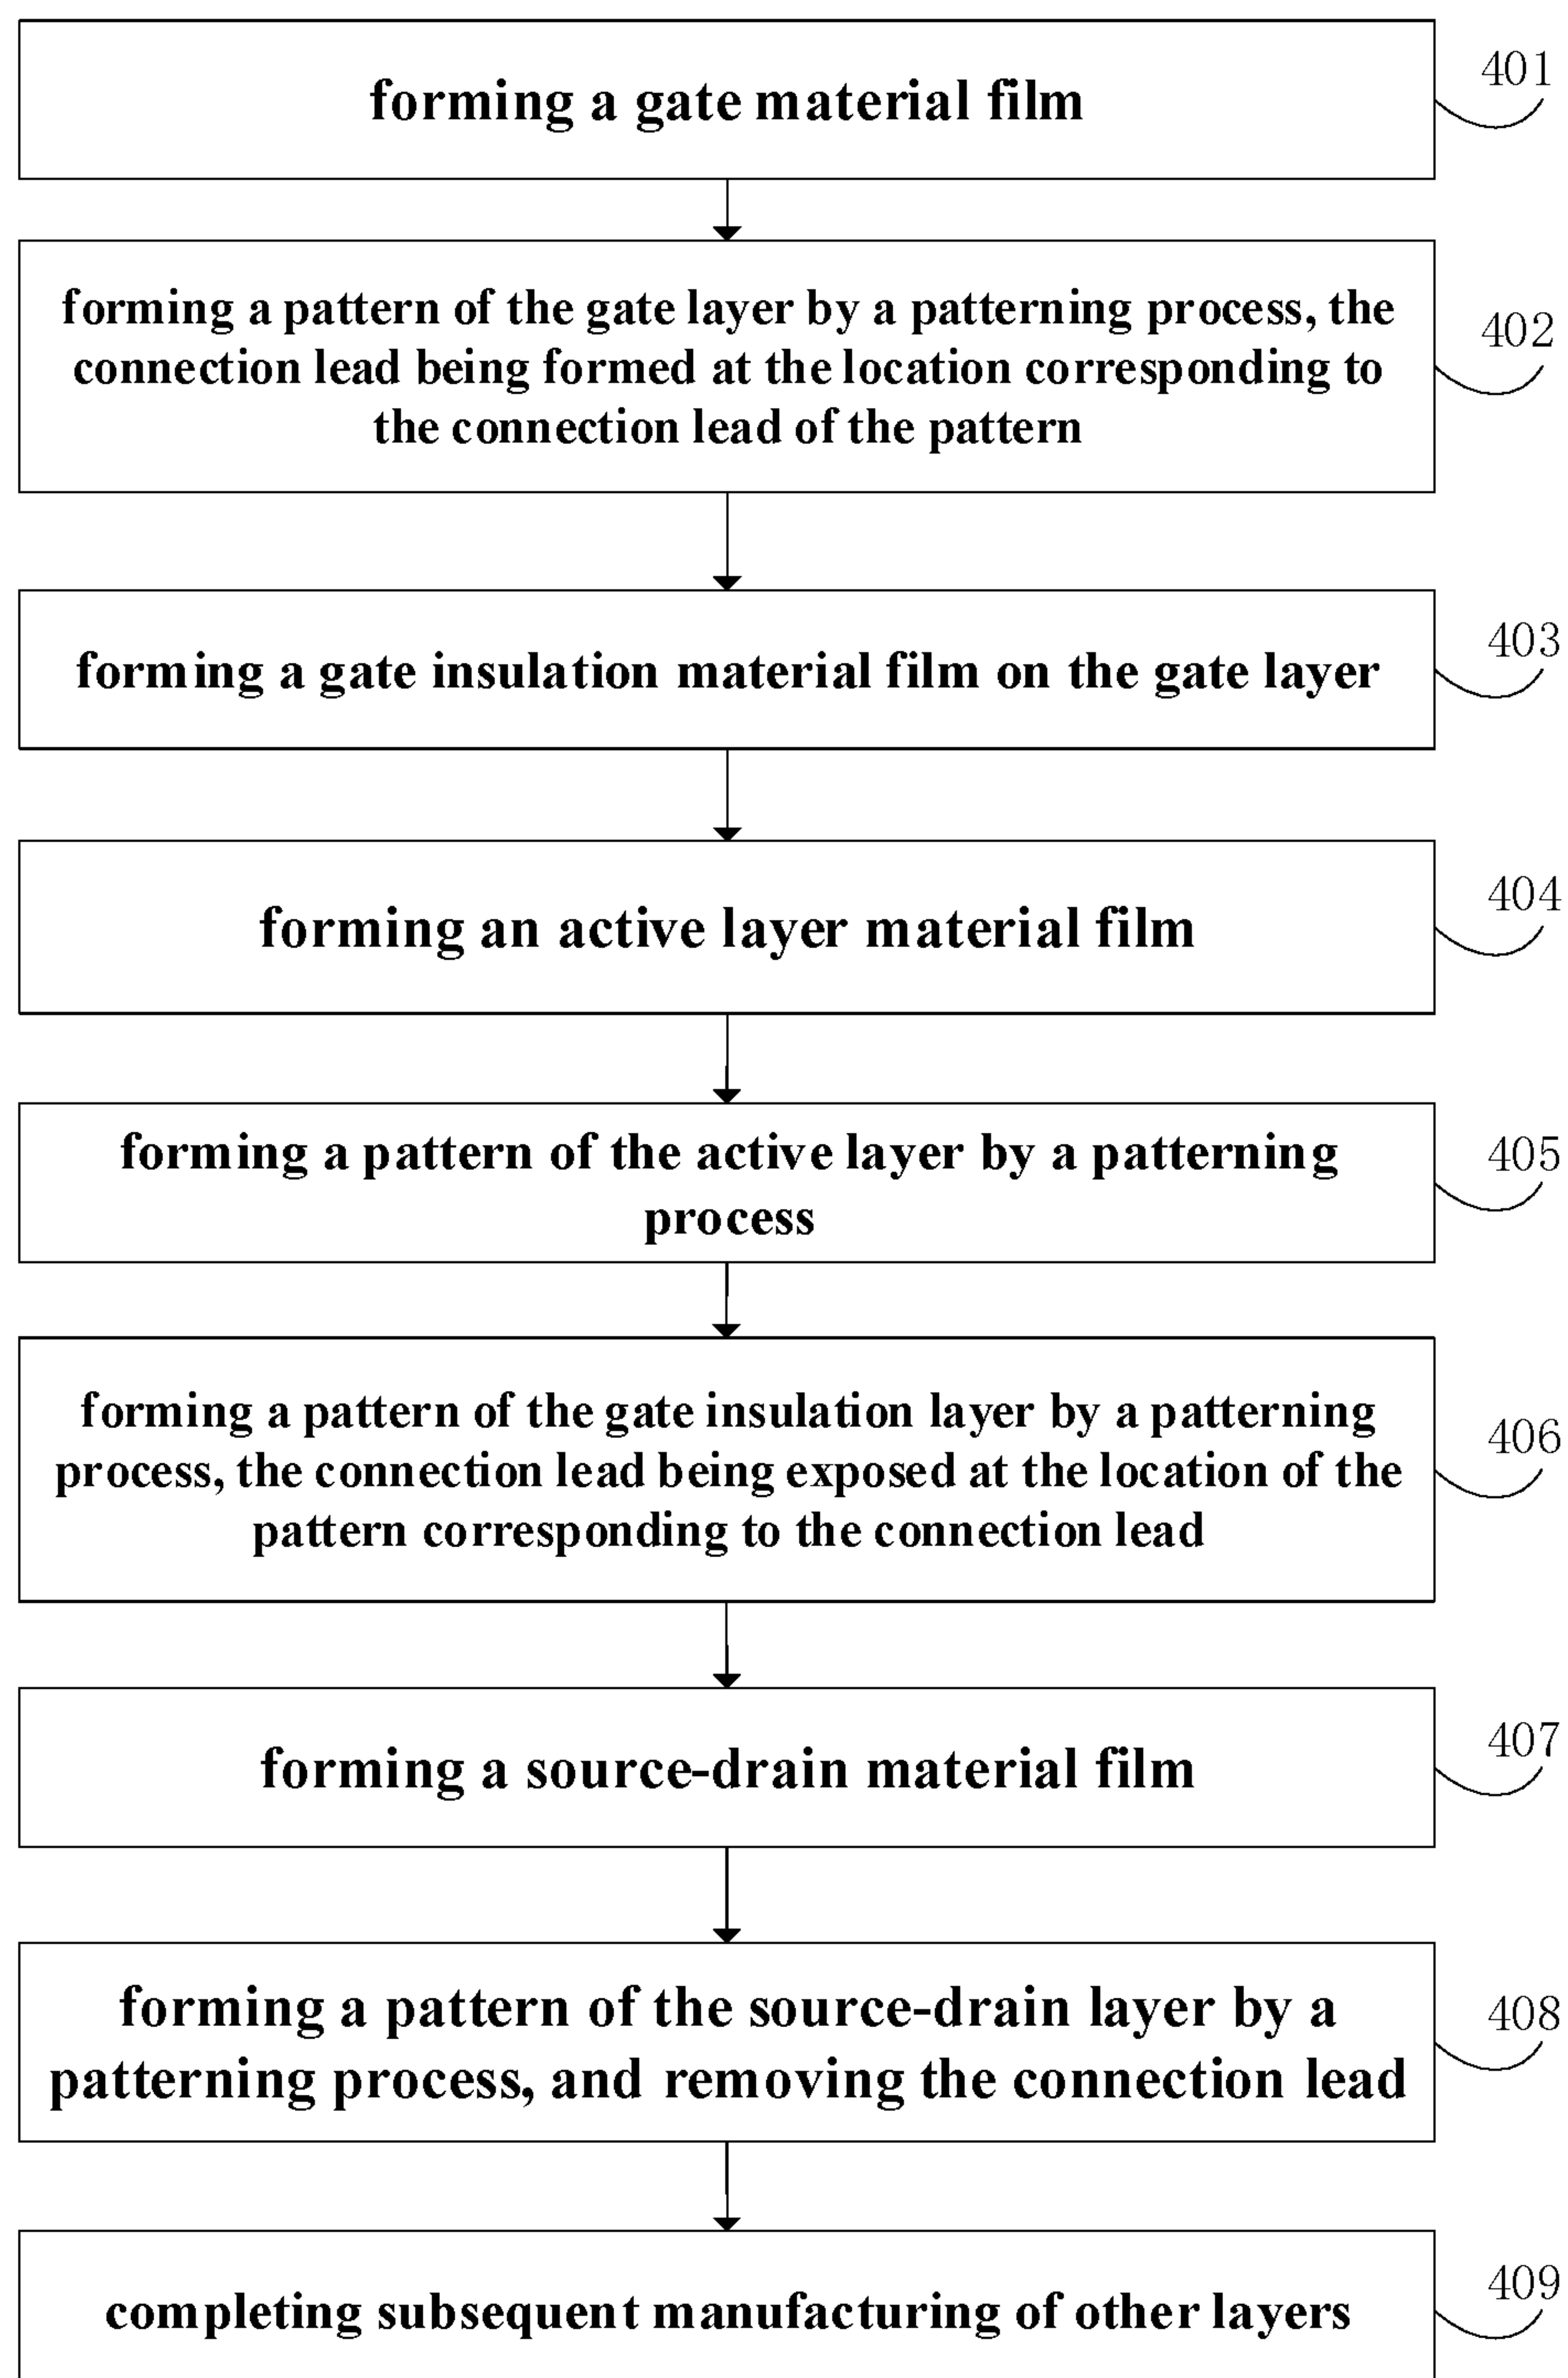 forming a gate material film
401
forming a pattern of the gate layer by a patterning process, the
connection lead being formed at the location corresponding to
the connection lead of the pattern
402
forming a gate insulation material film on the gate layer
403
forming an active layer material film
404
forming a pattern of the active layer by a patterning
process
405
forming a pattern of the gate insulation layer by a patterning
process, the connection lead being exposed at the location of the
pattern corresponding to the connection lead
406
forming a source-drain material film
407
forming a pattern of the source-drain layer by a
patterning process, and removing the connection lead
408
completing subsequent manufacturing of other layers
409